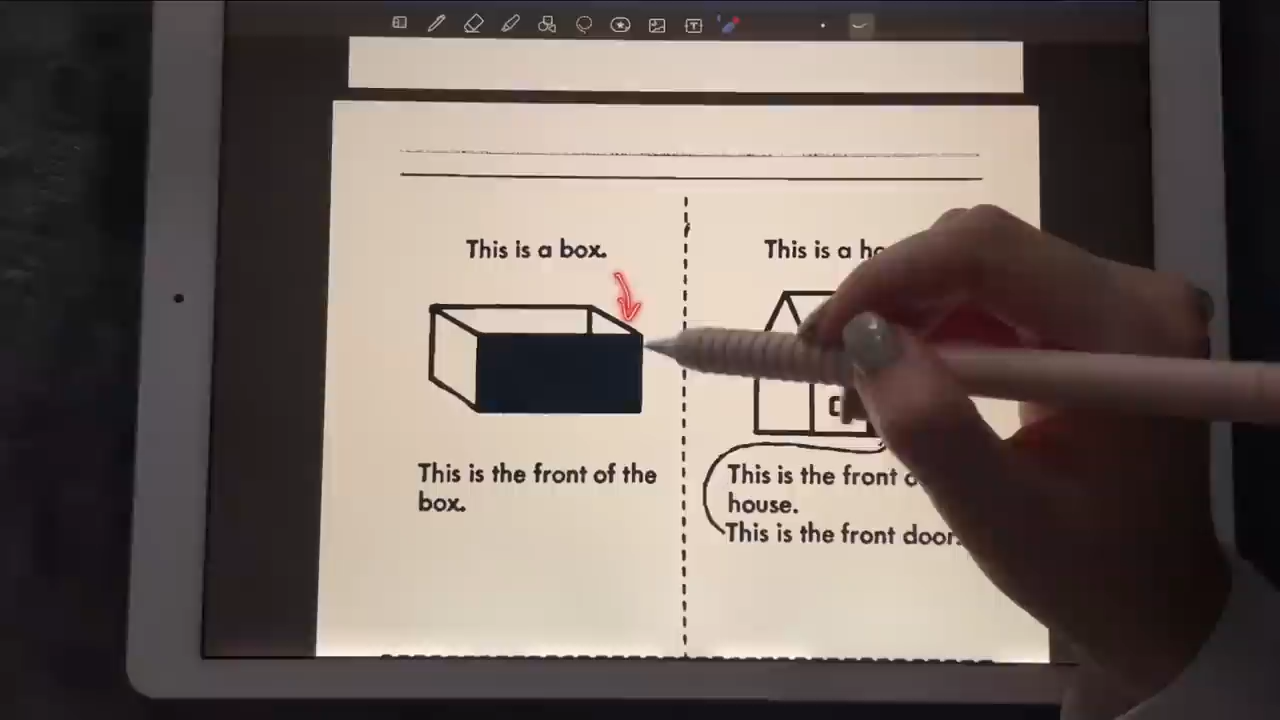 This is a box.
This is the front of the
box.
This is a
This is the front
house.
This is the front door.